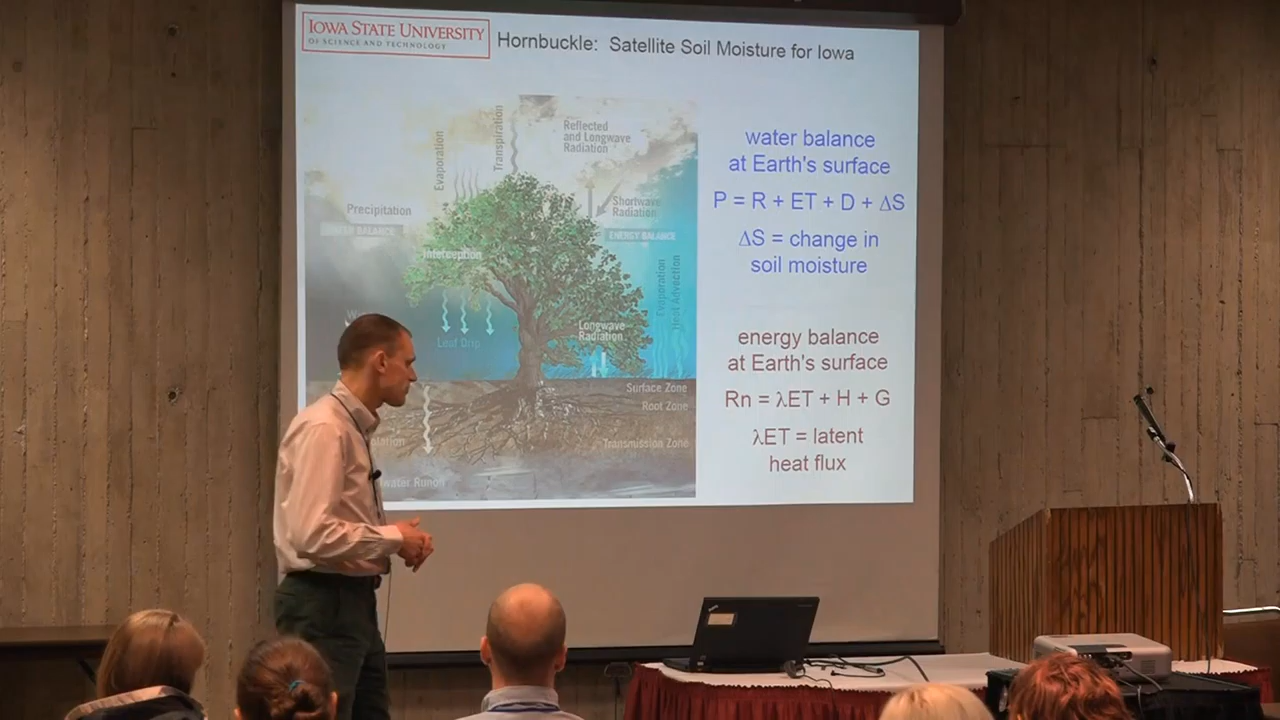 IOWA STATE UNIVERSITY
OF SCIENCE AND TECHNOLOGY
Hornbuckle: Satellite Soil Moisture for Iowa
Evaporation
Transpiration
Reflected
and Longwave
Radiation
Precipitation
WATER BALANCE
Shortwave
Radiation
ENERGY BALANCE
Interception
Evaporation
Heat Advection
Leaf Drip
Longwave
Radiation
Surface Zone
Root Zone
Transmission Zone
water balance
at Earth's surface
P = R + ET + D + ΔS
ΔS = change in
soil moisture
energy balance
at Earth's surface
Rn = λET + H + G
λET = latent
heat flux